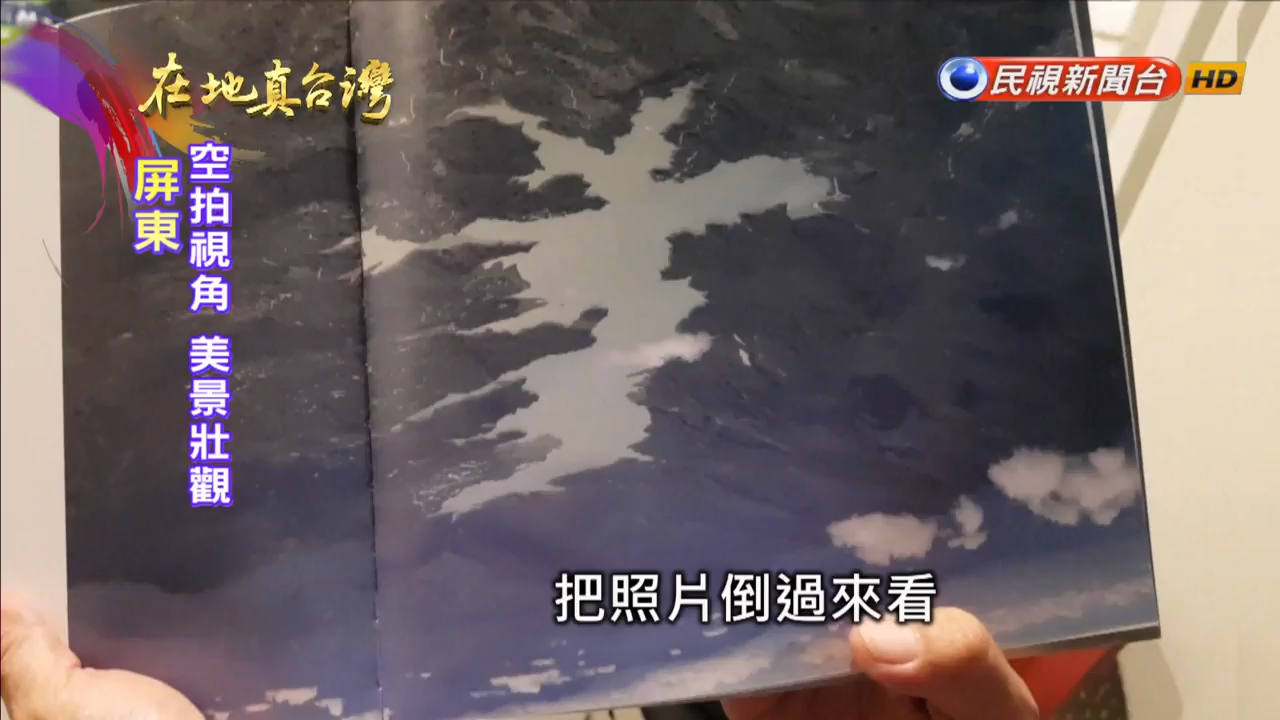 在地真台灣
民視新聞台 HD
屏東
空拍視角 美景壯觀
把照片倒過來看